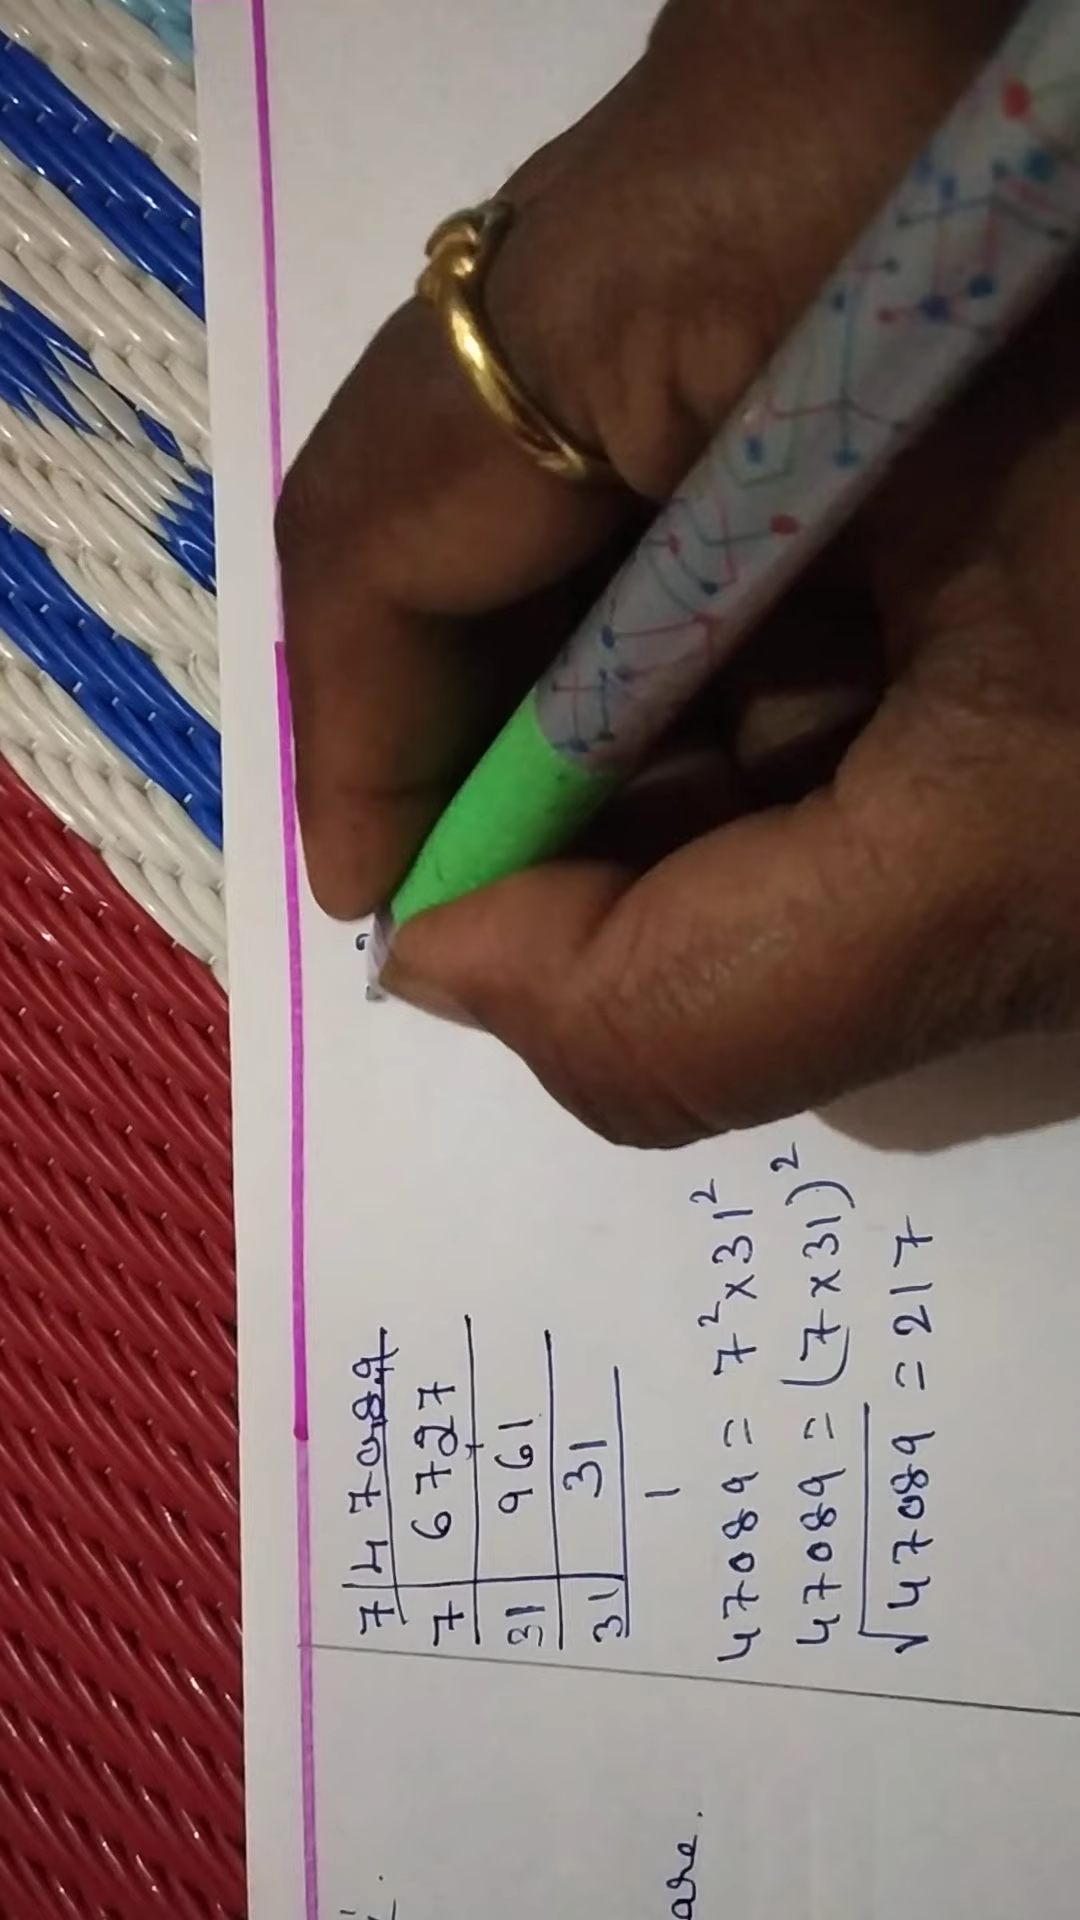 7 47089
7 6727
31 961
31 31
1
47089 = 7² × 31²
47089 = (7 × 31)²
√47089 = 217
are.